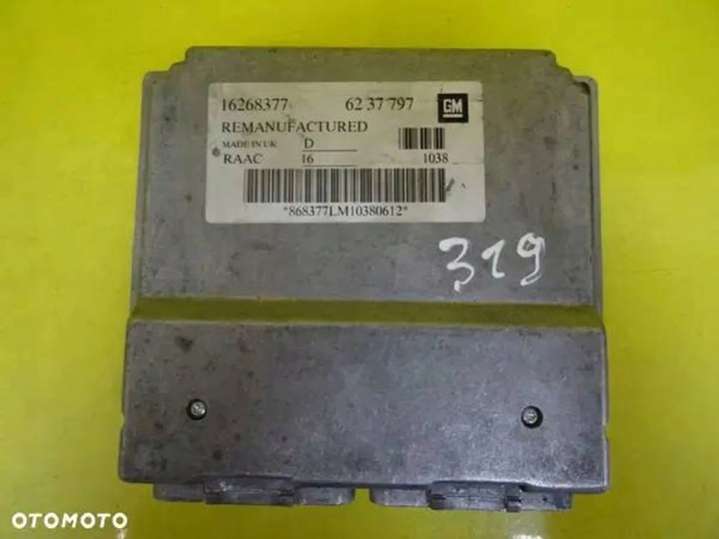 16268377 62 37 797 GM
REMANUFACTURED
MADE IN UK D
RAAC 16 1038
*868377LM10380612*
319
OTOMOTO